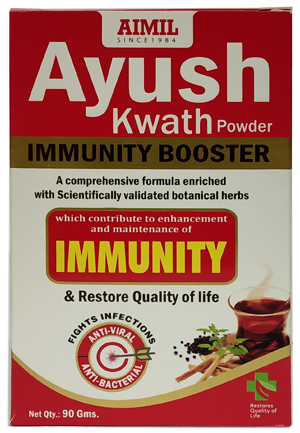 AIMIL
SINCE1984
Ayush
Kwath Powder
IMMUNITY BOOSTER
A comprehensive formula enriched
with Scientifically validated botanical herbs
which contribute to enhancement
and maintenance of
IMMUNITY
& Restore Quality of life
FIGHTS INFECTIONS
ANTI-VIRAL
ANTI-BACTERIAL
Restores
Quality of
Life
Net Qty.: 90 Gms.